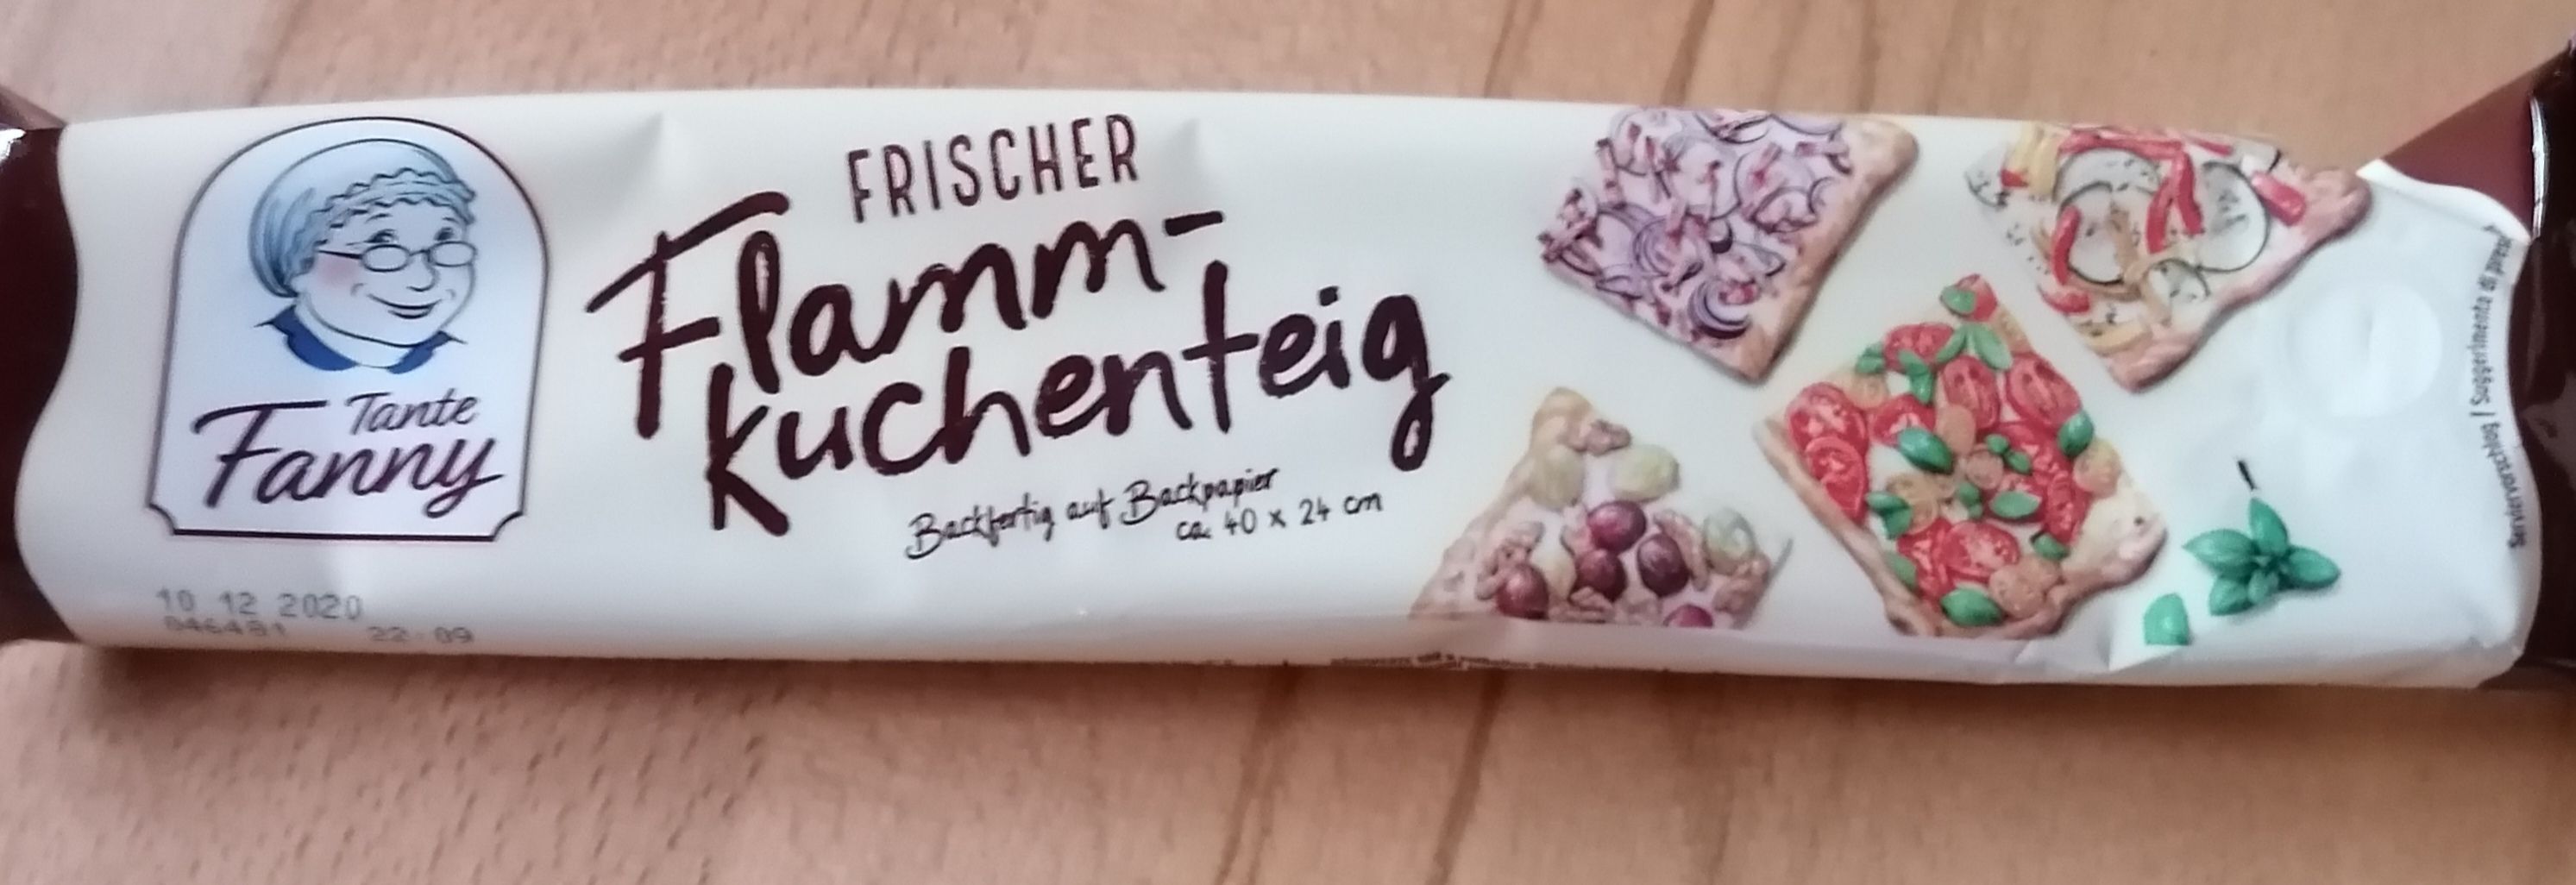 Tante
Fanny
FRISCHER
Flamm-
kuchenteig
Backfertig auf Backpapier
ca. 40 x 24 cm
10 12 2020
046481 22:09
Serviervorschlag | Suggerimento di